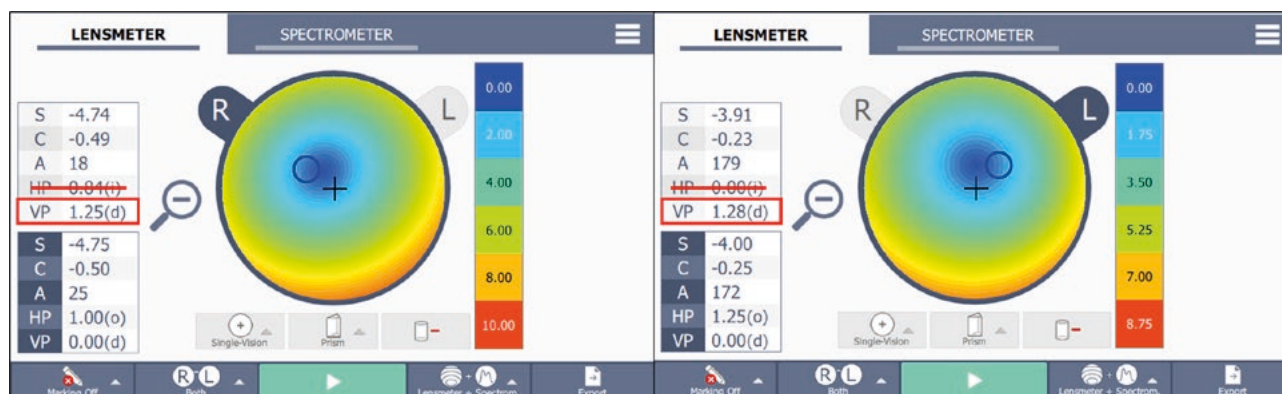 LENSMETER SPECTROMETER
R L
S -4.74
C -0.49
A 18
HP 0.84(i)
VP 1.25(d)
S -4.75
C -0.50
A 25
HP 1.00(o)
VP 0.00(d)
0.00
2.00
4.00
6.00
8.00
10.00
Single-Vision Prism
Marking Off R L Both Lensmeter + Spectrom. Export
LENSMETER SPECTROMETER
R L
S -3.91
C -0.23
A 179
HP 0.00(i)
VP 1.28(d)
S -4.00
C -0.25
A 172
HP 1.25(o)
VP 0.00(d)
0.00
1.75
3.50
5.25
7.00
8.75
Single-Vision Prism
Marking Off R L Both Lensmeter + Spectrom. Export